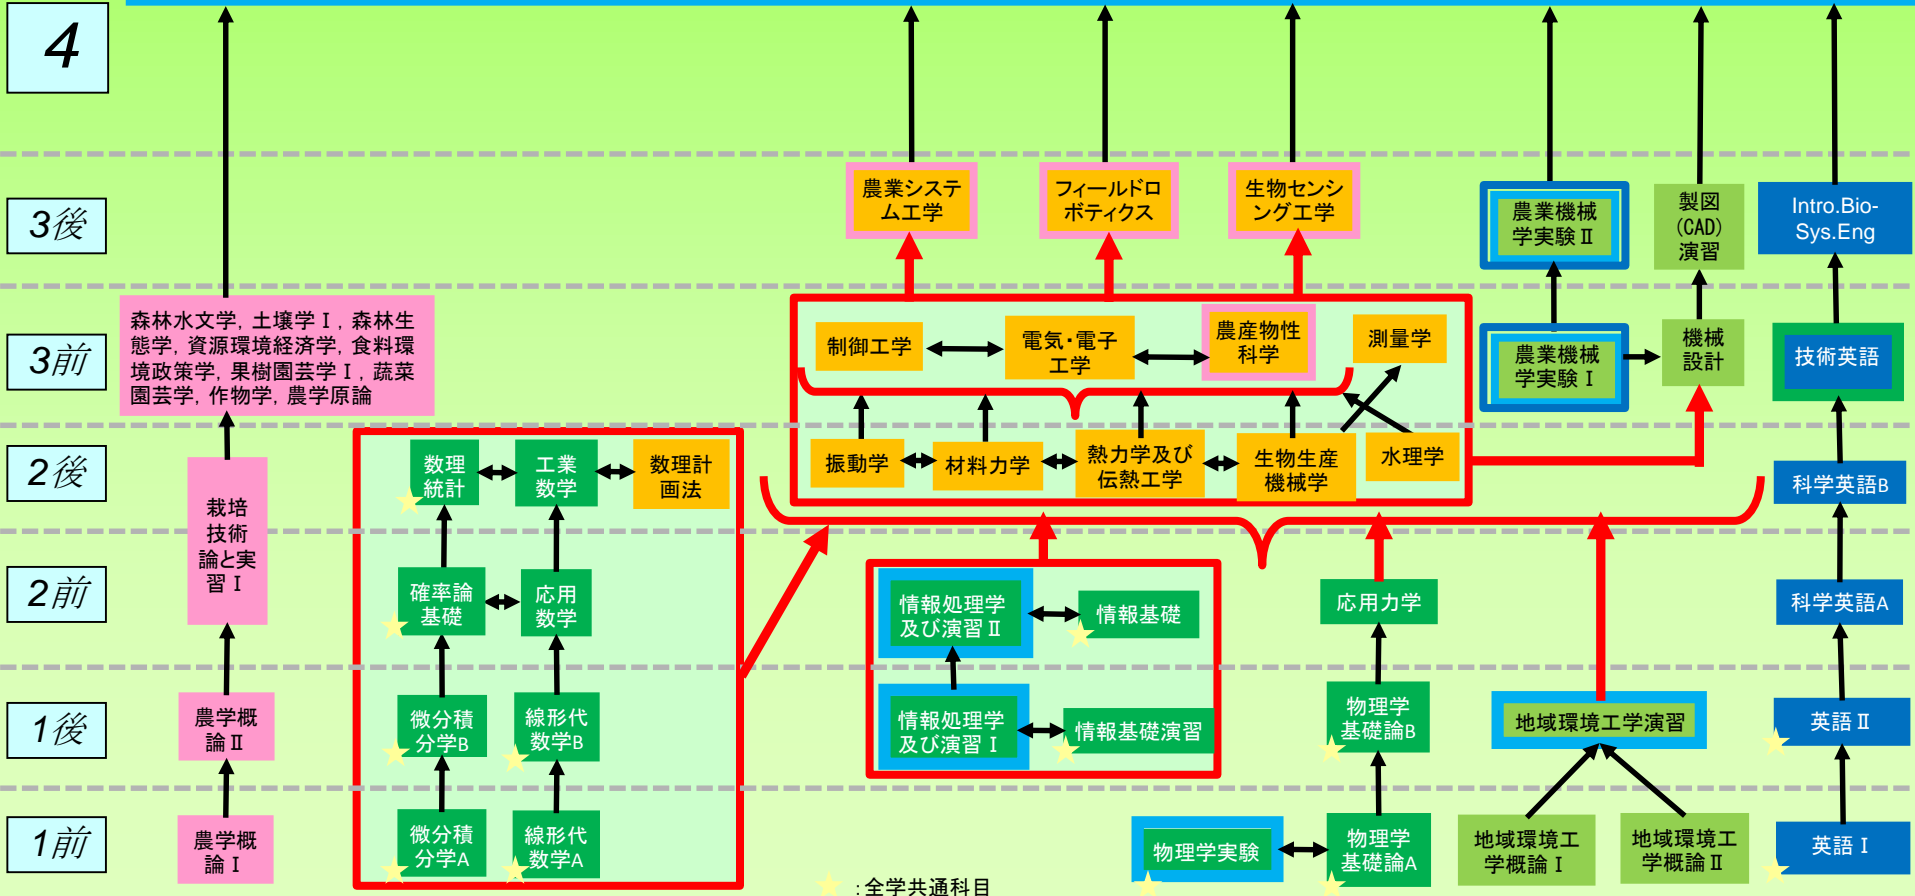 4
3後
農業システ
ム工学
フィールドロ
ボティクス
生物センシ
ング工学
農業機械
学実験Ⅱ
製図
(CAD)
演習
Intro.Bio-
Sys.Eng
3前
森林水文学, 土壌学Ⅰ, 森林生
態学, 資源環境経済学, 食料環
境政策学, 果樹園芸学Ⅰ, 蔬菜
園芸学, 作物学, 農学原論
制御工学
電気・電子
工学
農産物性
科学
測量学
農業機械
学実験Ⅰ
機械
設計
技術英語
2後
栽培
技術
論と実
習Ⅰ
数理
統計
工業
数学
数理計
画法
振動学
材料力学
熱力学及び
伝熱工学
生物生産
機械学
水理学
科学英語B
2前
確率論
基礎
応用
数学
情報処理学
及び演習Ⅱ
情報基礎
応用力学
科学英語A
1後
農学概
論Ⅱ
微分積
分学B
線形代
数学B
情報処理学
及び演習Ⅰ
情報基礎演習
物理学
基礎論B
地域環境工学演習
英語Ⅱ
1前
農学概
論Ⅰ
微分積
分学A
線形代
数学A
物理学実験
物理学
基礎論A
地域環境工
学概論Ⅰ
地域環境工
学概論Ⅱ
英語Ⅰ
:全学共通科目